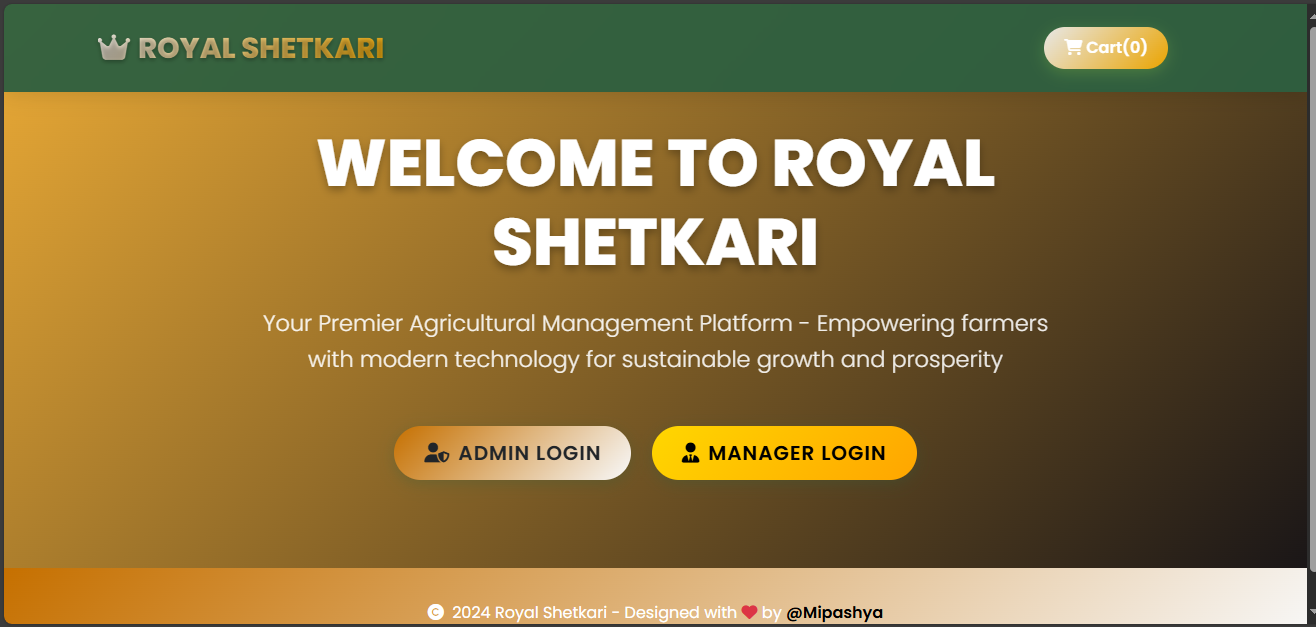 ROYAL SHETKARI
Cart(0)
WELCOME TO ROYAL
SHETKARI
Your Premier Agricultural Management Platform - Empowering farmers
with modern technology for sustainable growth and prosperity
ADMIN LOGIN
MANAGER LOGIN
© 2024 Royal Shetkari - Designed with ❤ by @Mipashya